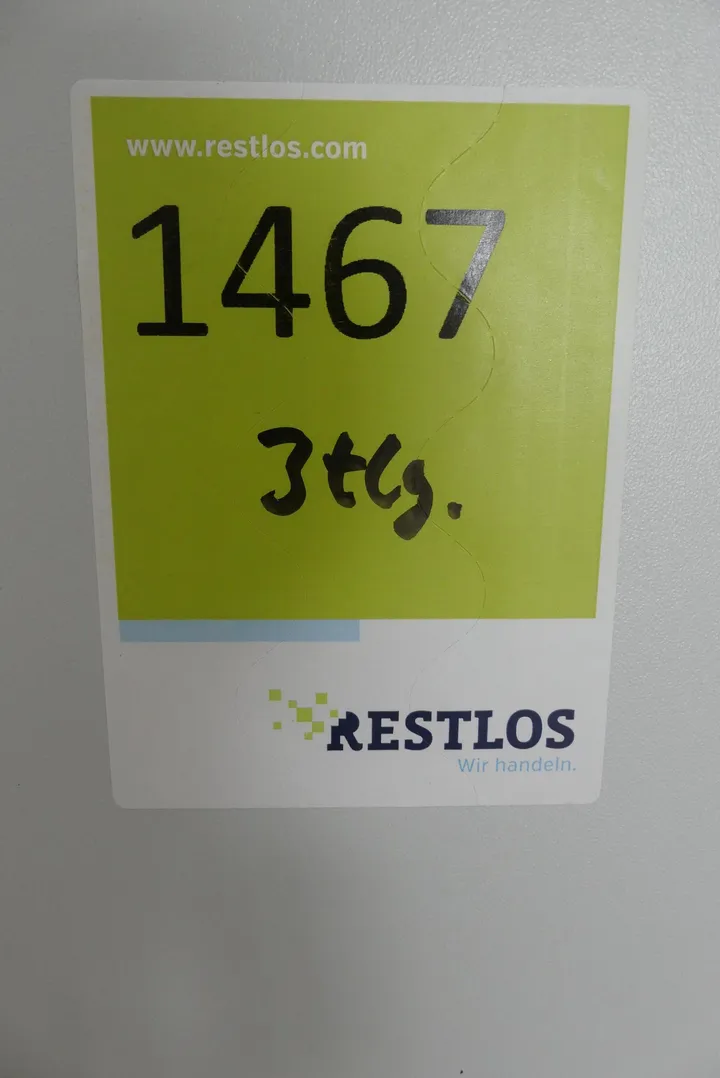 www.restlos.com
1467
3tlg.
RESTLOS
Wir handeln.